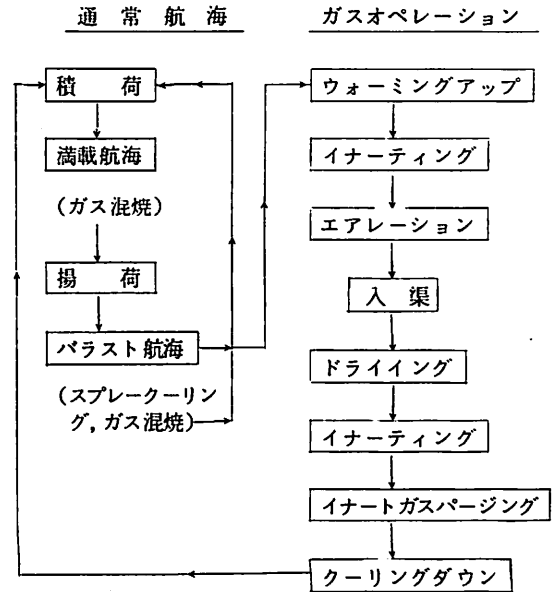 通常航海
積荷
満載航海
(ガス混焼)
揚荷
バラスト航海
(スプレークーリン
グ,ガス混焼)
ガスオペレーション
ウォーミングアップ
イナーティング
エアレーション
入渠
ドライイング
イナーティング
イナートガスパージング
クーリングダウン